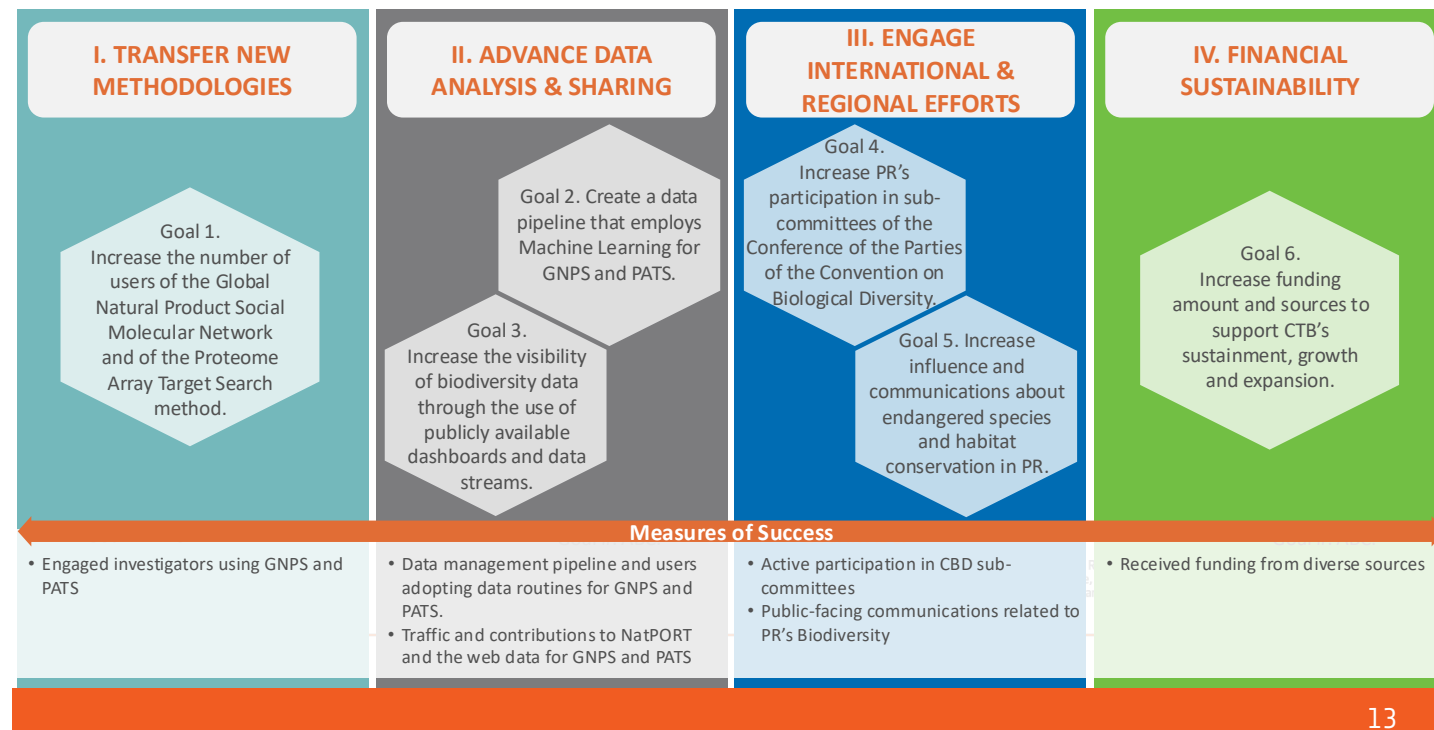 I. TRANSFER NEW
METHODOLOGIES
Goal 1.
Increase the number of
users of the Global
Natural Product Social
Molecular Network
and of the Proteome
Array Target Search
method.
II. ADVANCE DATA
ANALYSIS & SHARING
Goal 2. Create a data
pipeline that employs
Machine Learning for
GNPS and PATS.
Goal 3.
Increase the visibility
of biodiversity data
through the use of
publicly available
dashboards and data
streams.
III. ENGAGE
INTERNATIONAL &
REGIONAL EFFORTS
Goal 4.
Increase PR’s
participation in sub-
committees of the
Conference of the Parties
of the Convention on
Biological Diversity.
Goal 5. Increase
influence and
communications about
endangered species
and habitat
conservation in PR.
IV. FINANCIAL
SUSTAINABILITY
Goal 6.
Increase funding
amount and sources to
support CTB’s
sustainment, growth
and expansion.
Measures of Success
• Engaged investigators using GNPS and
PATS
• Data management pipeline and users
adopting data routines for GNPS and
PATS.
• Traffic and contributions to NatPORT
and the web data for GNPS and PATS
• Active participation in CBD sub-
committees
• Public-facing communications related to
PR’s Biodiversity
• Received funding from diverse sources
13